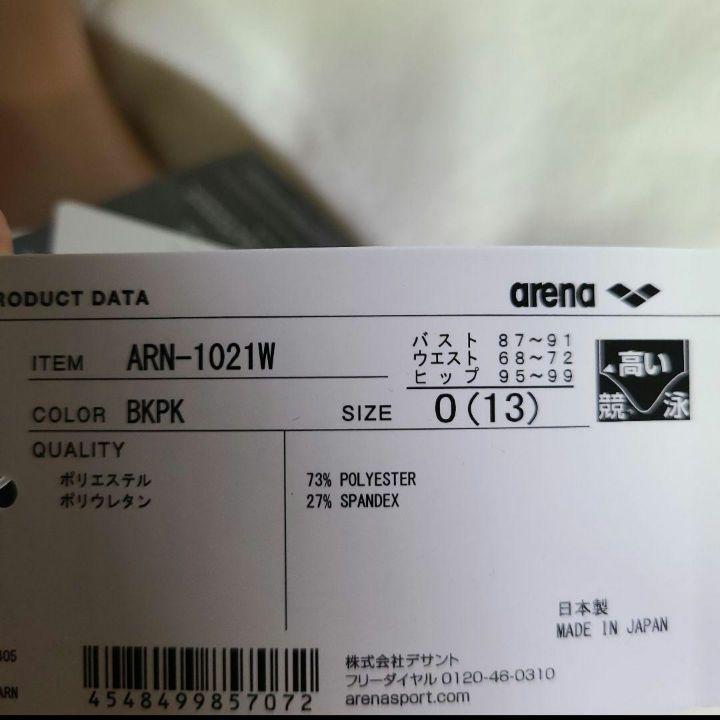 RODUCT DATA
arena
ITEM ARN-1021W
バスト 87～91
ウエスト 68～72
ヒップ 95～99
高い
競泳
COLOR BKPK
SIZE O(13)
QUALITY
ポリエステル 73% POLYESTER
ポリウレタン 27% SPANDEX
日本製
MADE IN JAPAN
405
ARN
4548499857072
株式会社デサント
フリーダイヤル 0120-46-0310
arenasport.com